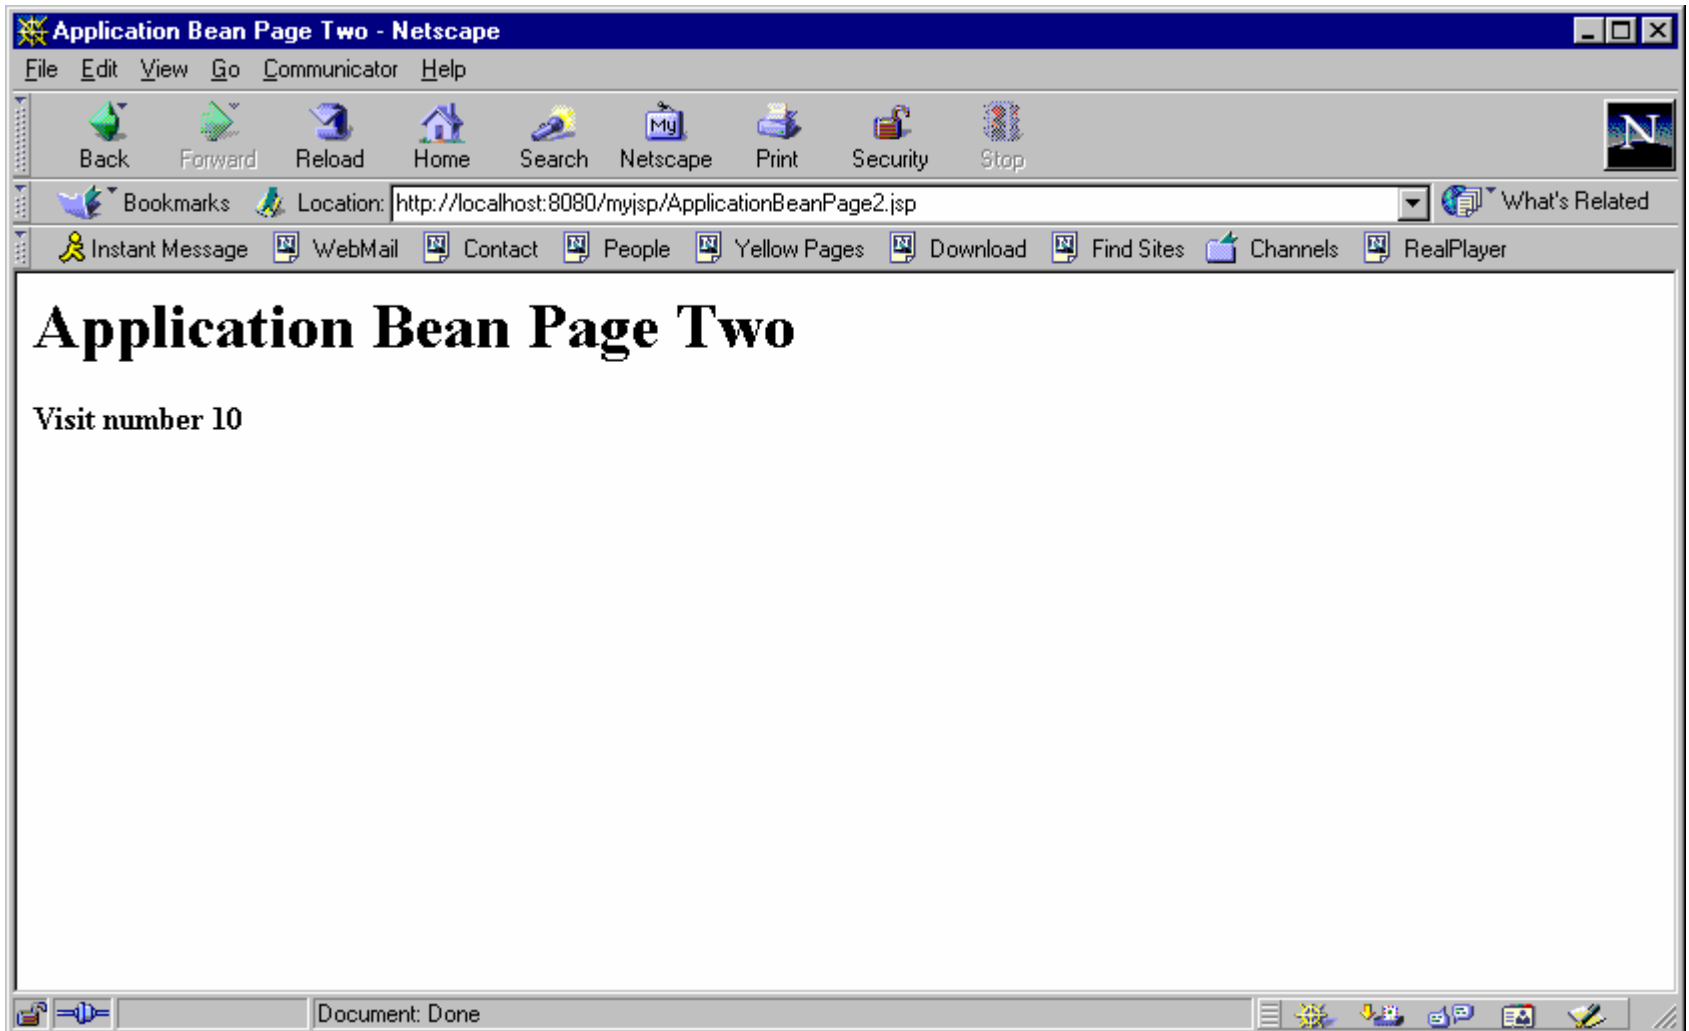 Application Bean Page Two - Netscape
File Edit View Go Communicator Help
My N
Back Forward Reload Home Search Netscape Print Security Stop
Bookmarks Location: http://localhost:8080/myjsp/ApplicationBeanPage2.jsp What's Related
Instant Message WebMail Contact People Yellow Pages Download Find Sites Channels RealPlayer
Application Bean Page Two
Visit number 10
Document: Done